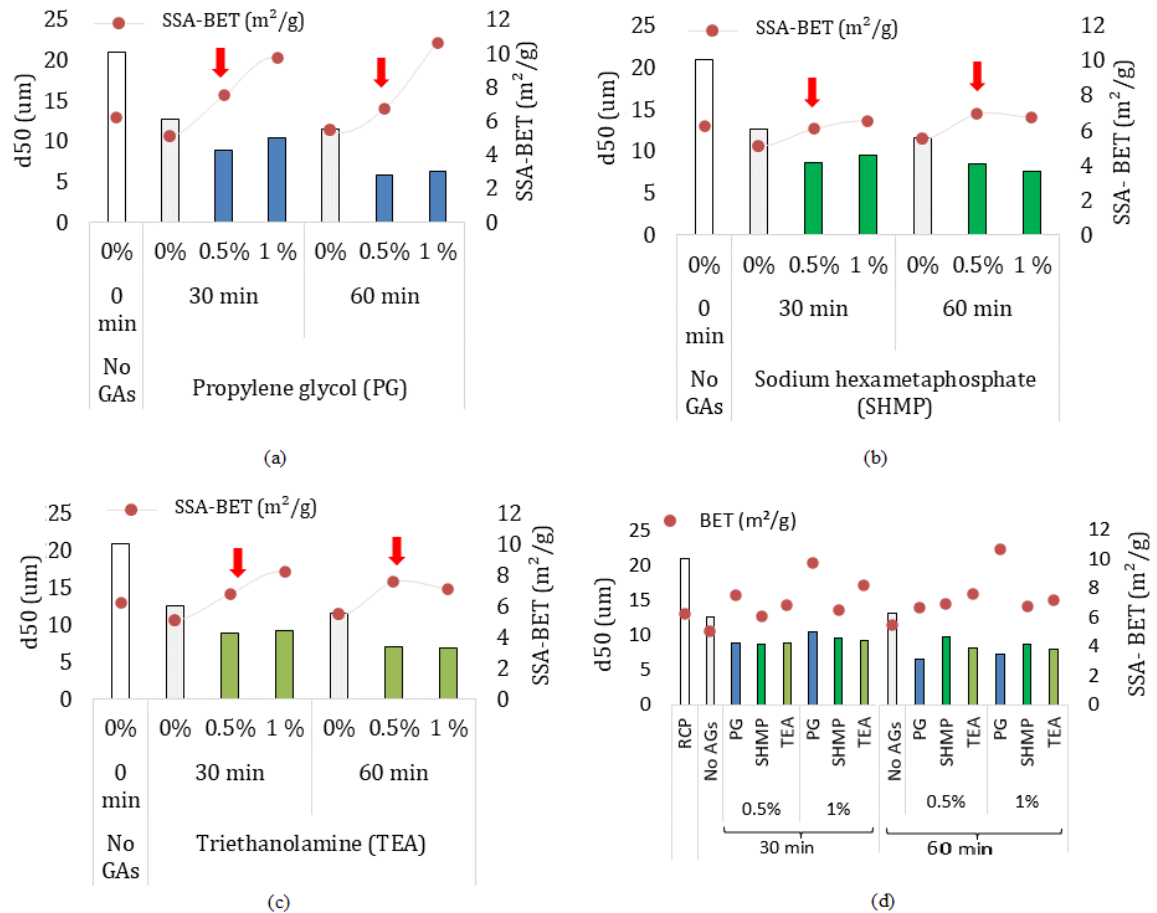 SSA-BET (m²/g)
25
20
15
10
5
0
d50 (um)
12
10
8
6
4
2
0
SSA-BET (m²/g)
0% 0% 0.5% 1 % 0% 0.5% 1 %
0 min 30 min 60 min
No GAs Propylene glycol (PG)
(a)
SSA-BET (m²/g)
25
20
15
10
5
0
d50 (um)
12
10
8
6
4
2
0
SSA- BET (m²/g)
0% 0% 0.5% 1 % 0% 0.5% 1 %
0
min
30 min 60 min
No
GAs
Sodium hexametaphosphate
(SHMP)
(b)
SSA-BET (m²/g)
25
20
15
10
5
0
d50 (um)
12
10
8
6
4
2
0
SSA-BET (m²/g)
0% 0% 0.5% 1 % 0% 0.5% 1 %
0
min
30 min 60 min
No
GAs
Triethanolamine (TEA)
(c)
BET (m²/g)
25
20
15
10
5
0
d50 (um)
12
10
8
6
4
2
0
SSA- BET (m²/g)
RCP
No AGs
PG
SHMP
TEA
PG
SHMP
TEA
No AGs
PG
SHMP
TEA
PG
SHMP
TEA
0.5% 1% 0.5% 1%
30 min 60 min
(d)